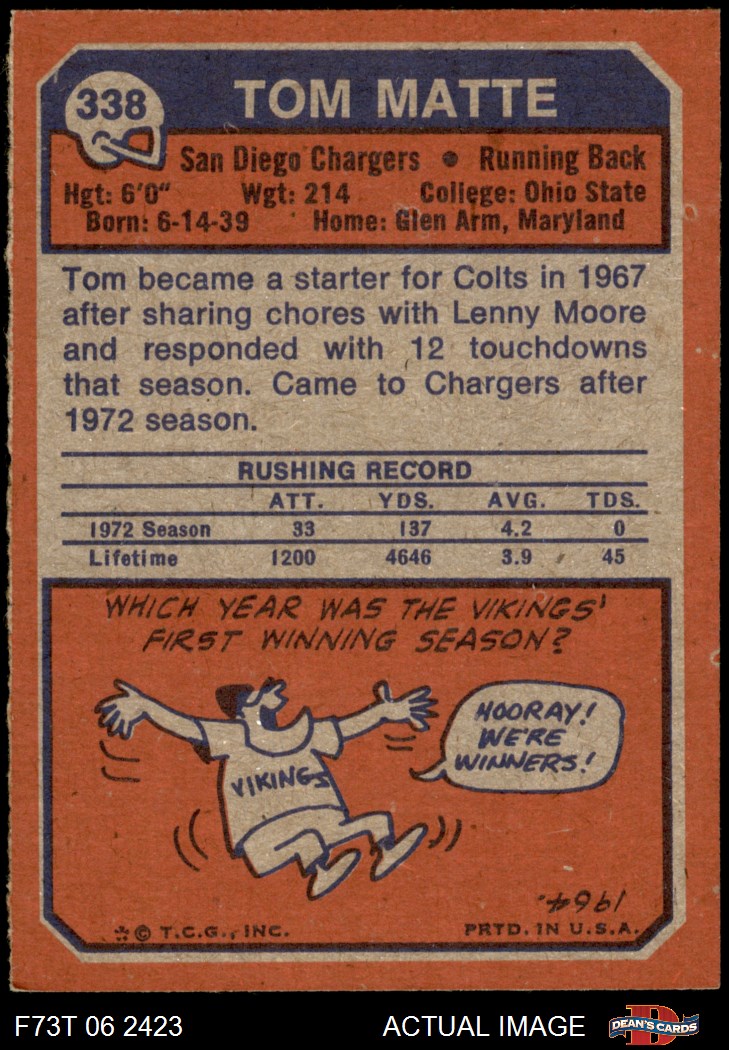 338
TOM MATTE
San Diego Chargers • Running Back
Hgt: 6'0" Wgt: 214 College: Ohio State
Born: 6-14-39 Home: Glen Arm, Maryland
Tom became a starter for Colts in 1967
after sharing chores with Lenny Moore
and responded with 12 touchdowns
that season. Came to Chargers after
1972 season.
RUSHING RECORD
ATT. YDS. AVG. TDS.
1972 Season 33 137 4.2 0
Lifetime 1200 4646 3.9 45
WHICH YEAR WAS THE VIKINGS'
FIRST WINNING SEASON?
HOORAY!
WE'RE
WINNERS!
VIKINGS
1964.
⁂ © T.C.G., INC. PRTD. IN U.S.A.
F73T 06 2423 ACTUAL IMAGE DEAN'S CARDS